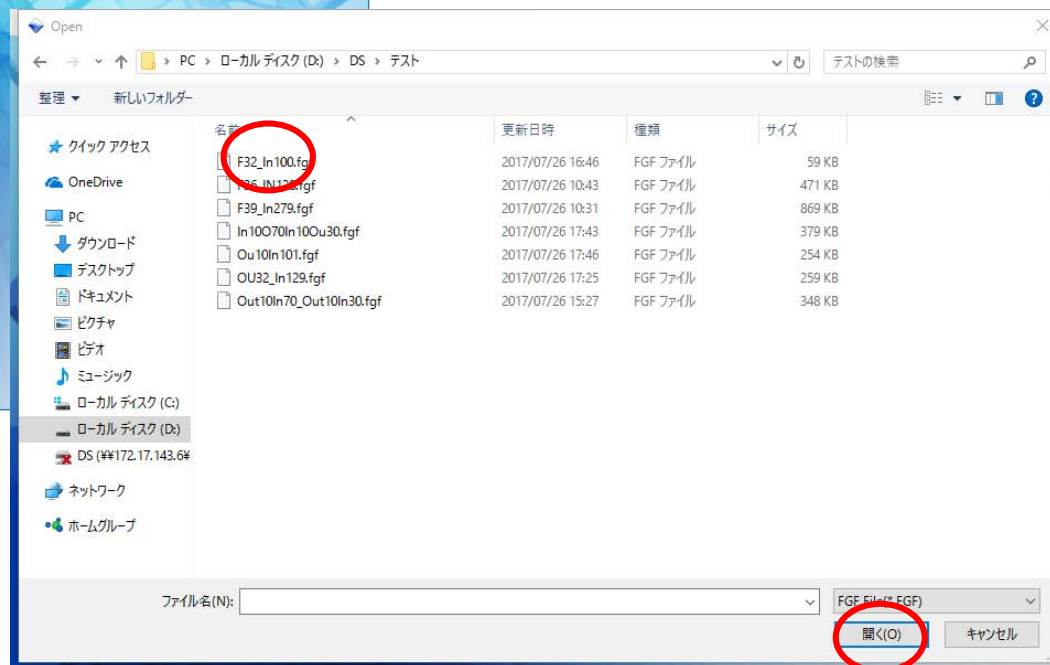 Open
PC › ローカル ディスク (D:) › DS › テスト
テストの検索
整理 新しいフォルダー
名前 更新日時 種類 サイズ
クイック アクセス
OneDrive
PC
ダウンロード
デスクトップ
ドキュメント
ピクチャ
ビデオ
ミュージック
ローカル ディスク (C:)
ローカル ディスク (D:)
DS (¥¥172.17.143.6¥
ネットワーク
ホームグループ
F32_In100.fgf 2017/07/26 16:46 FGF ファイル 59 KB
2017/07/26 10:43 FGF ファイル 471 KB
F39_In279.fgf 2017/07/26 10:31 FGF ファイル 869 KB
In10O70In10Ou30.fgf 2017/07/26 17:43 FGF ファイル 379 KB
Ou10In101.fgf 2017/07/26 17:46 FGF ファイル 254 KB
OU32_In129.fgf 2017/07/26 17:25 FGF ファイル 259 KB
Out10In70_Out10In30.fgf 2017/07/26 15:27 FGF ファイル 348 KB
ファイル名(N):
FGF File(*.FGF)
開く(O) キャンセル